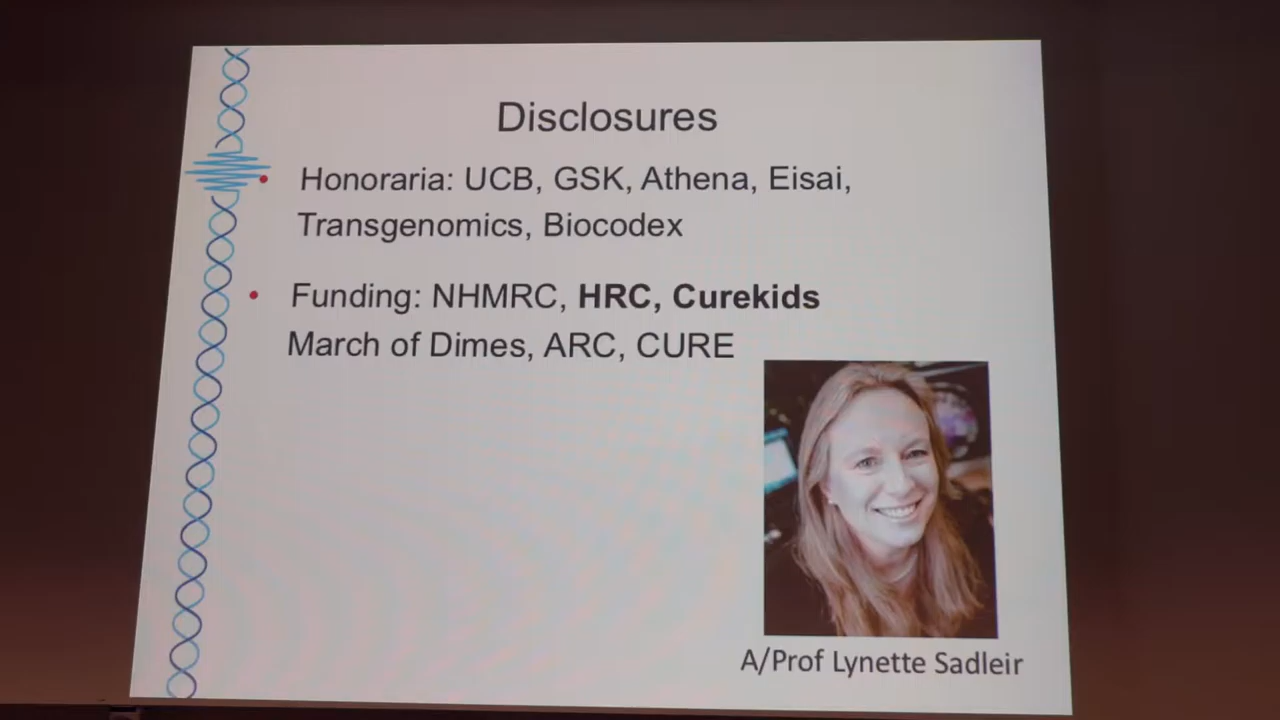 Disclosures
Honoraria: UCB, GSK, Athena, Eisai,
Transgenomics, Biocodex
Funding: NHMRC, HRC, Curekids
March of Dimes, ARC, CURE
A/Prof Lynette Sadleir